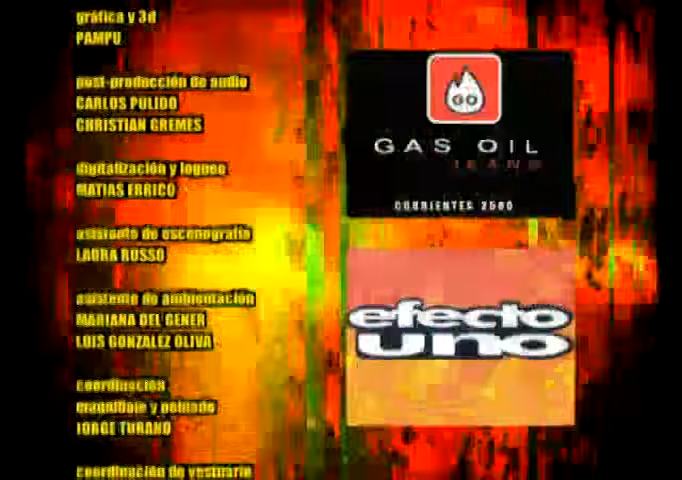 gráfica y 3d
PAMPU
post-producción de audio
CARLOS PULIDO
CHRISTIAN GREMES
digitalización y logueo
MATIAS ERRICO
asistente de escenografía
LAURA RUSSO
asistente de ambientación
MARIANA DEL
LUIS GONZALEZ OLIVA
coordinación
maquillaje y peinado
JORGE TURANO
coordinación de vestuario
GO
GAS OIL
JEANS
CORRIENTES
efecto
uno